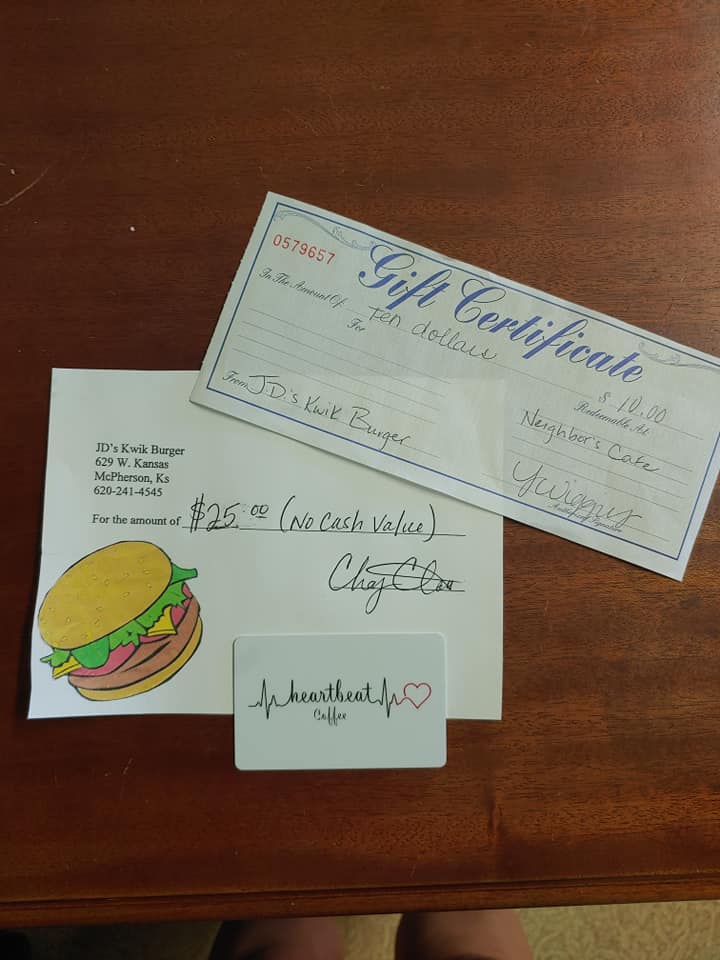 0579657
Gift Certificate
In The Amount Of Ten dollars
For
$ 10.00
Redeemable At
From J.D.'s Kwik Burger
Neighbor's Cafe
Authorized Signature
JD's Kwik Burger
629 W. Kansas
McPherson, Ks
620-241-4545
For the amount of $25.00 (No Cash Value)
heartbeat
Coffee